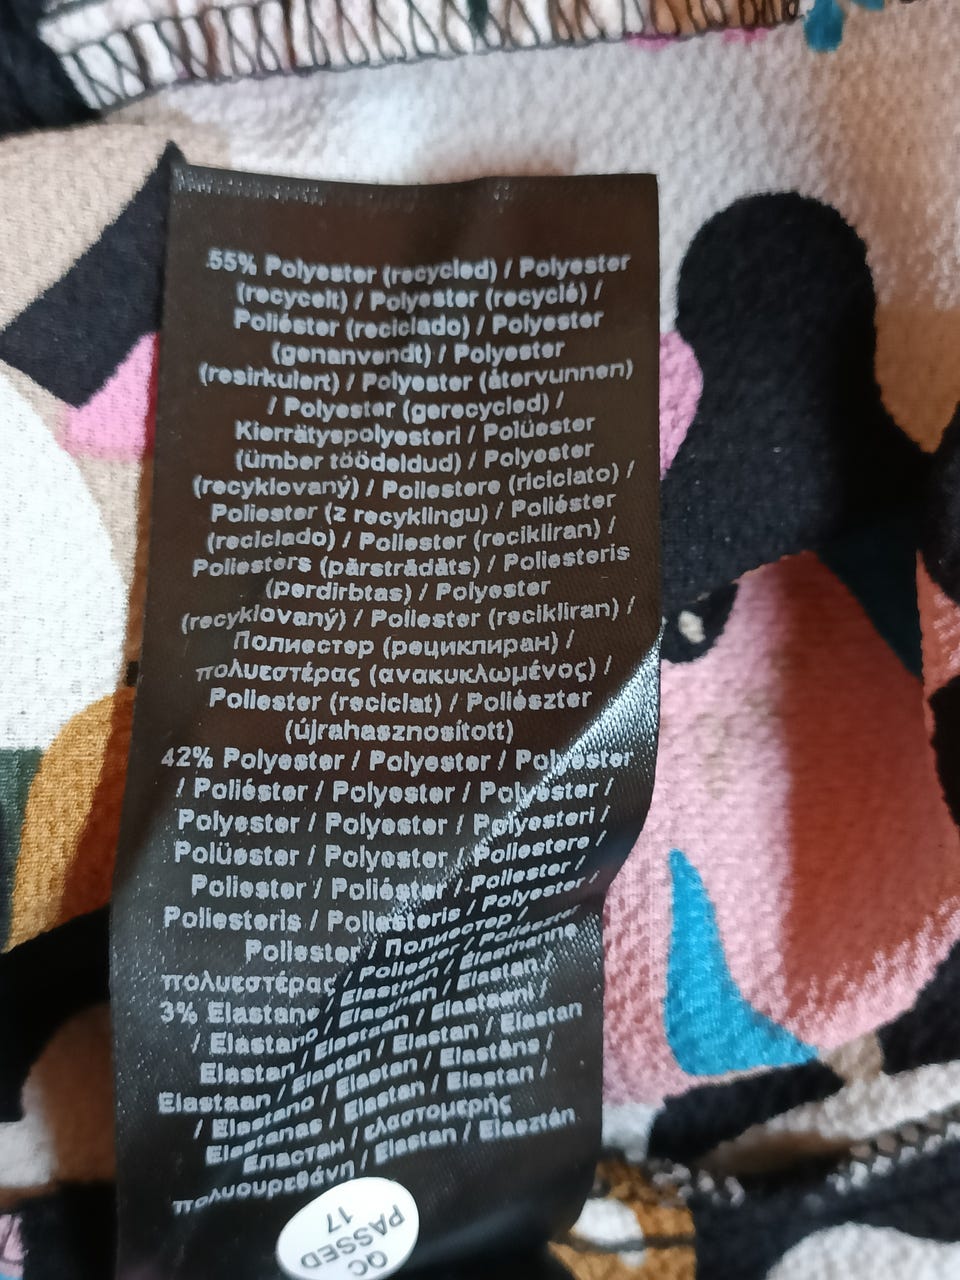 55% Polyester (recycled) / Polyester
(recycelt) / Polyester (recyclé) /
Poliéster (reciclado) / Polyester
(genanvendt) / Polyester
(resirkulert) / Polyester (återvunnen)
/ Polyester (gerecycled) /
Kierrätyspolyesteri / Polüester
(ümber töödeldud) / Polyester
(recyklovaný) / Poliestere (riciclato) /
Poliester (z recyklingu) / Poliéster
(reciclado) / Poliester (recikliran) /
Poliesters (pārstrādāts) / Poliesteris
(perdirbtas) / Polyester
(recyklovaný) / Poliester (recikliran) /
Полиестер (рециклиран) /
πολυεστέρας (ανακυκλωμένος) /
Poliester (reciclat) / Poliészter
(újrahasznosított)
42% Polyester / Polyester / Polyester
/ Poliéster / Polyester / Polyester /
Polyester / Polyester / Polyesteri /
Polüester / Polyester / Poliestere /
Poliester / Poliéster / Poliester /
Poliesteris / Poliesteris / Polyester /
Poliester / Полиестер /
πολυεστέρας / Poliester / Poliészter
3% Elastane / Elasthan / Élasthanne
/ Elastano / Elastan / Elastan /
Elastan / Elastaan / Elastaani /
Elastaan / Elastan / Elastan / Elastan
/ Elastano / Elastan / Elastāns /
Elastanas / Elastan / Elastan /
Еластан / ελαστομερής
πολυουρεθάνη / Elastan / Elasztán
QC
PASSED
17